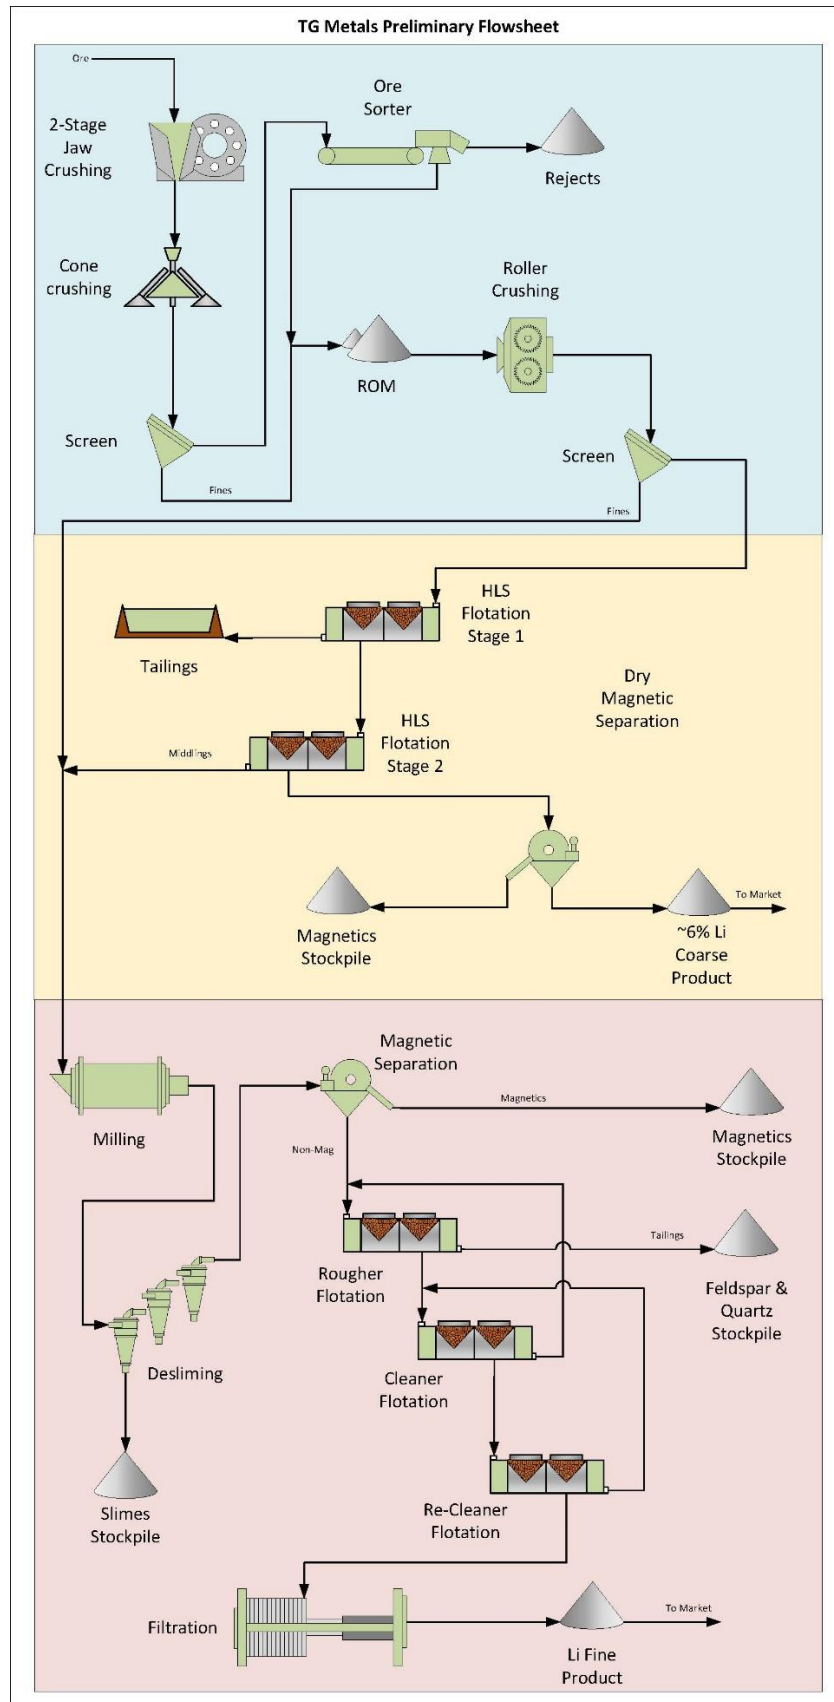 TG Metals Preliminary Flowsheet
Ore
2-Stage
Jaw
Crushing
Ore
Sorter
Rejects
Cone
crushing
Roller
Crushing
ROM
Screen
Fines
Screen
Fines
HLS
Flotation
Stage 1
Tailings
Dry
Magnetic
Separation
HLS
Flotation
Stage 2
Middlings
Magnetics
Stockpile
~6% Li
Coarse
Product
To Market
Magnetic
Separation
Milling
Magnetics
Magnetics
Stockpile
Non-Mag
Rougher
Flotation
Tailings
Feldspar &
Quartz
Stockpile
Desliming
Cleaner
Flotation
Slimes
Stockpile
Re-Cleaner
Flotation
Filtration
Li Fine
Product
To Market